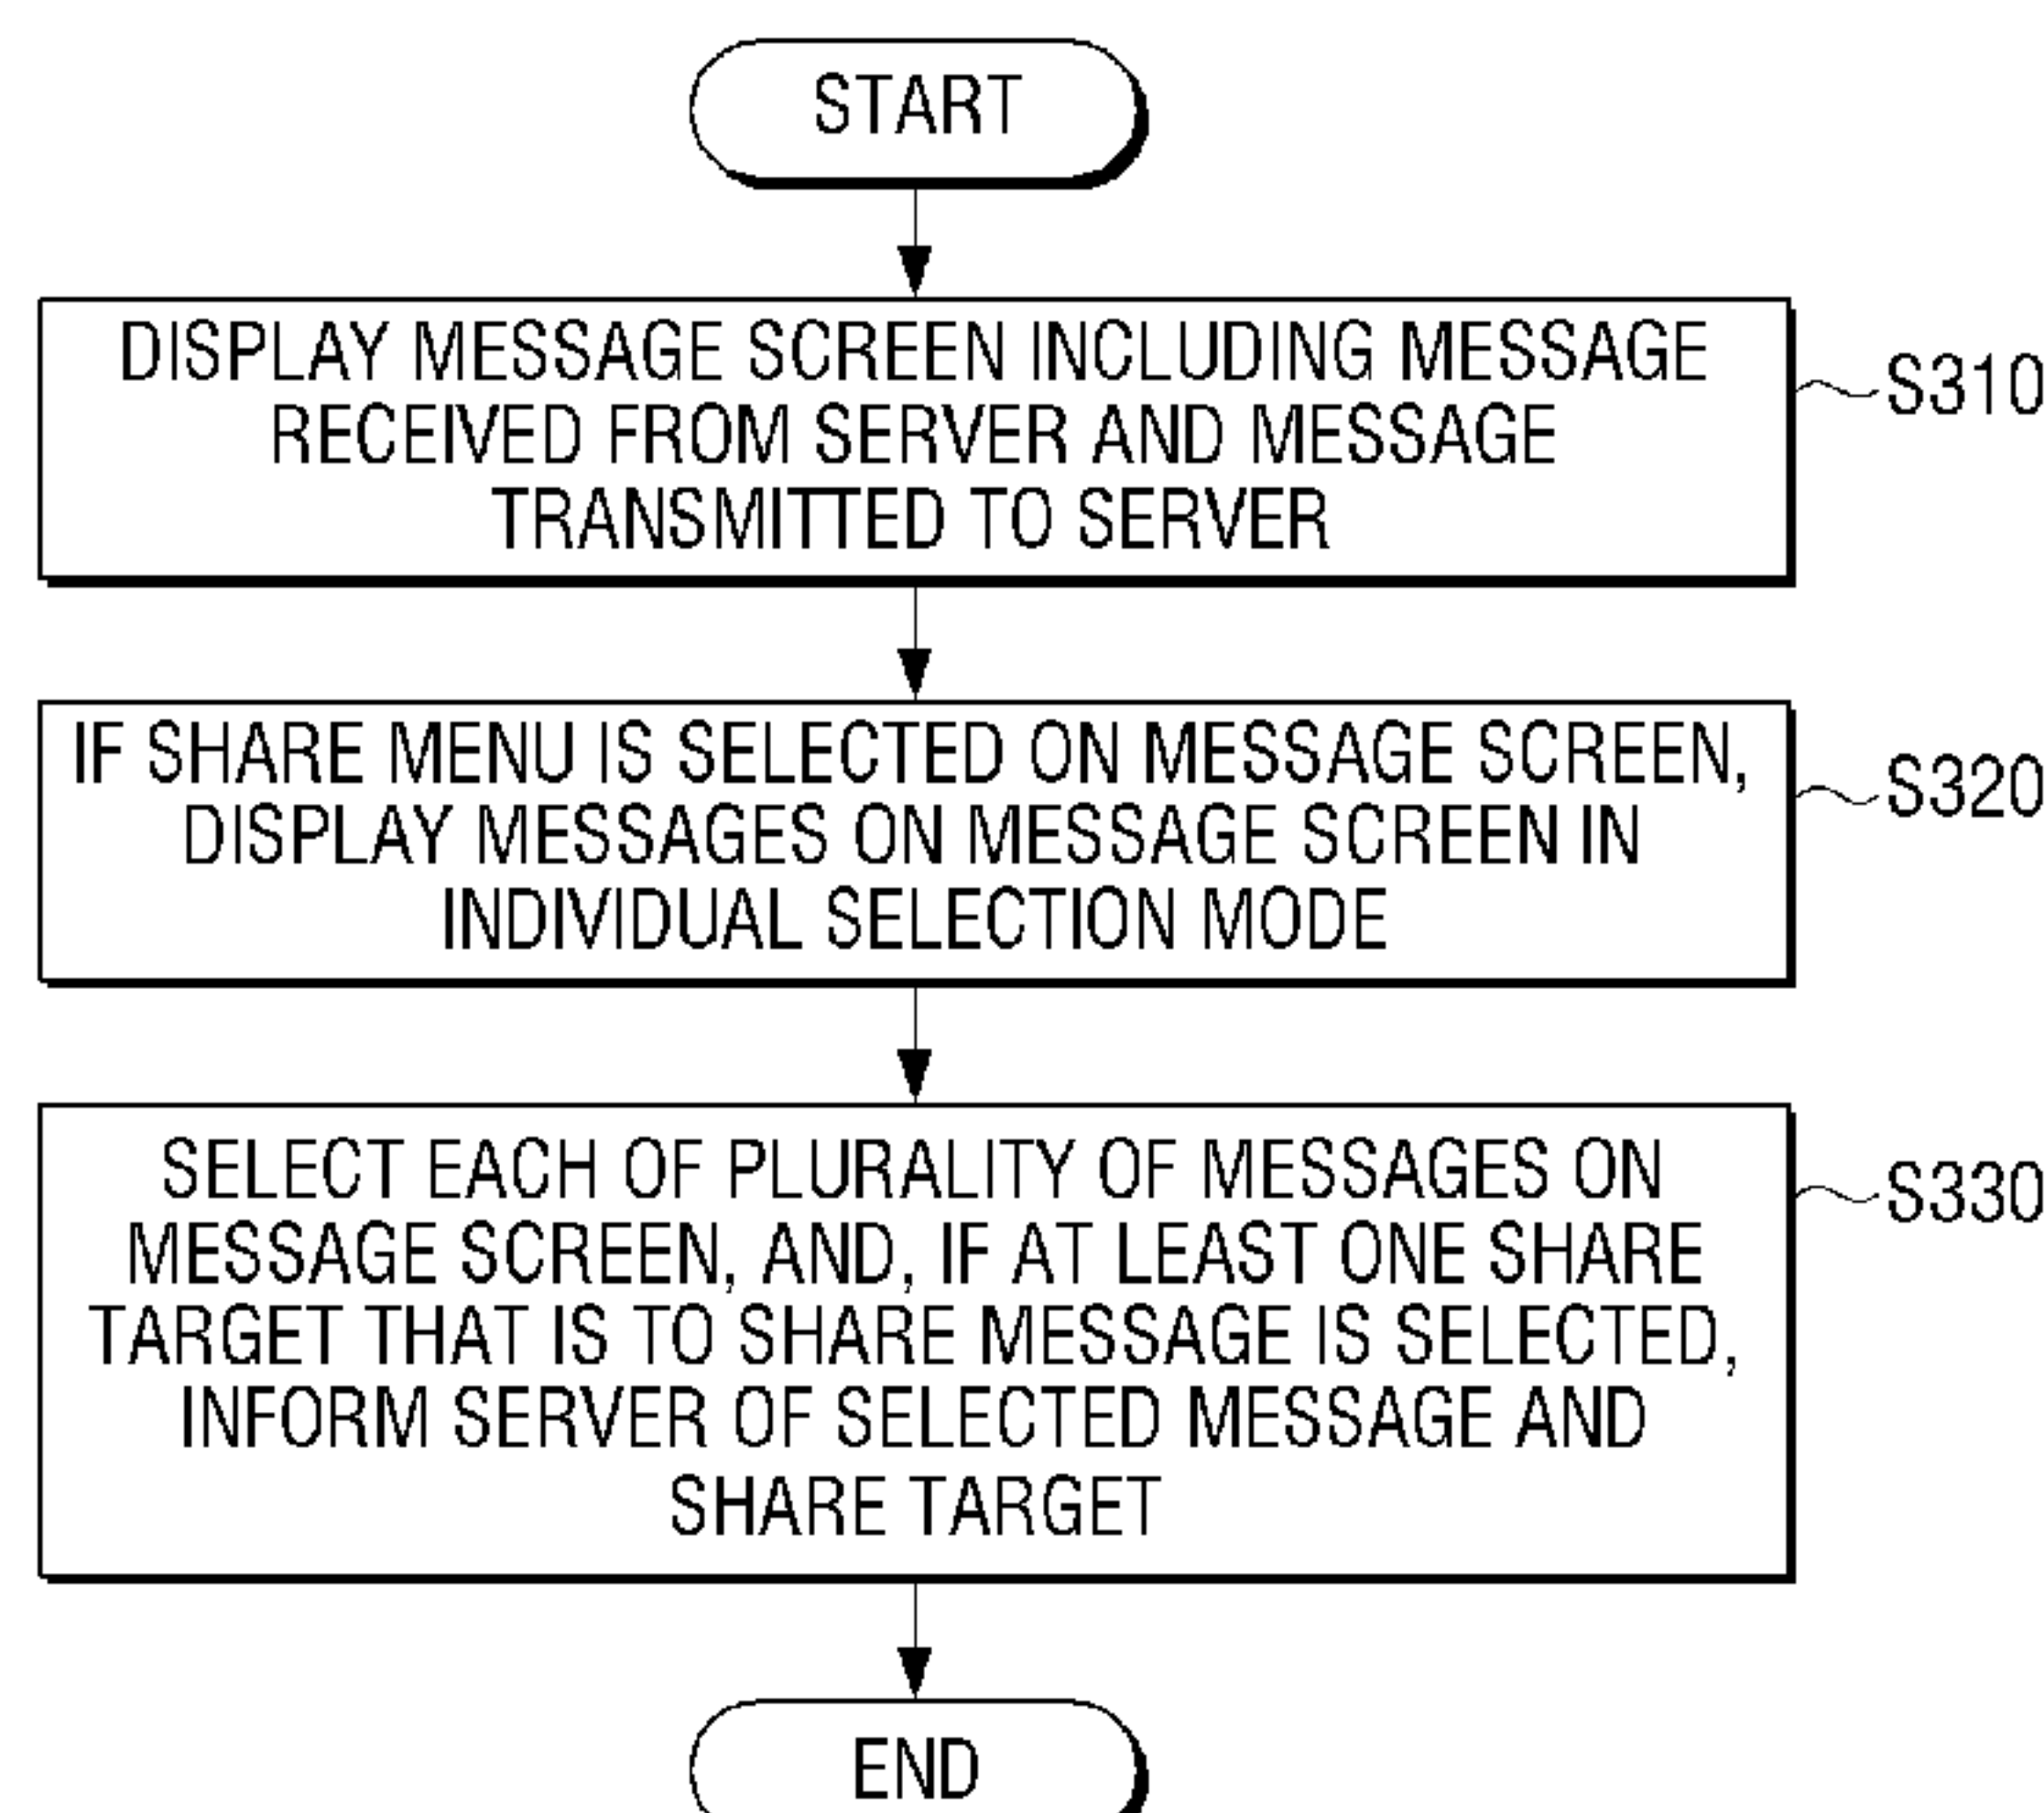 START
DISPLAY MESSAGE SCREEN INCLUDING MESSAGE
RECEIVED FROM SERVER AND MESSAGE
TRANSMITTED TO SERVER
S310
IF SHARE MENU IS SELECTED ON MESSAGE SCREEN,
DISPLAY MESSAGES ON MESSAGE SCREEN IN
INDIVIDUAL SELECTION MODE
S320
SELECT EACH OF PLURALITY OF MESSAGES ON
MESSAGE SCREEN, AND, IF AT LEAST ONE SHARE
TARGET THAT IS TO SHARE MESSAGE IS SELECTED,
INFORM SERVER OF SELECTED MESSAGE AND
SHARE TARGET
S330
END